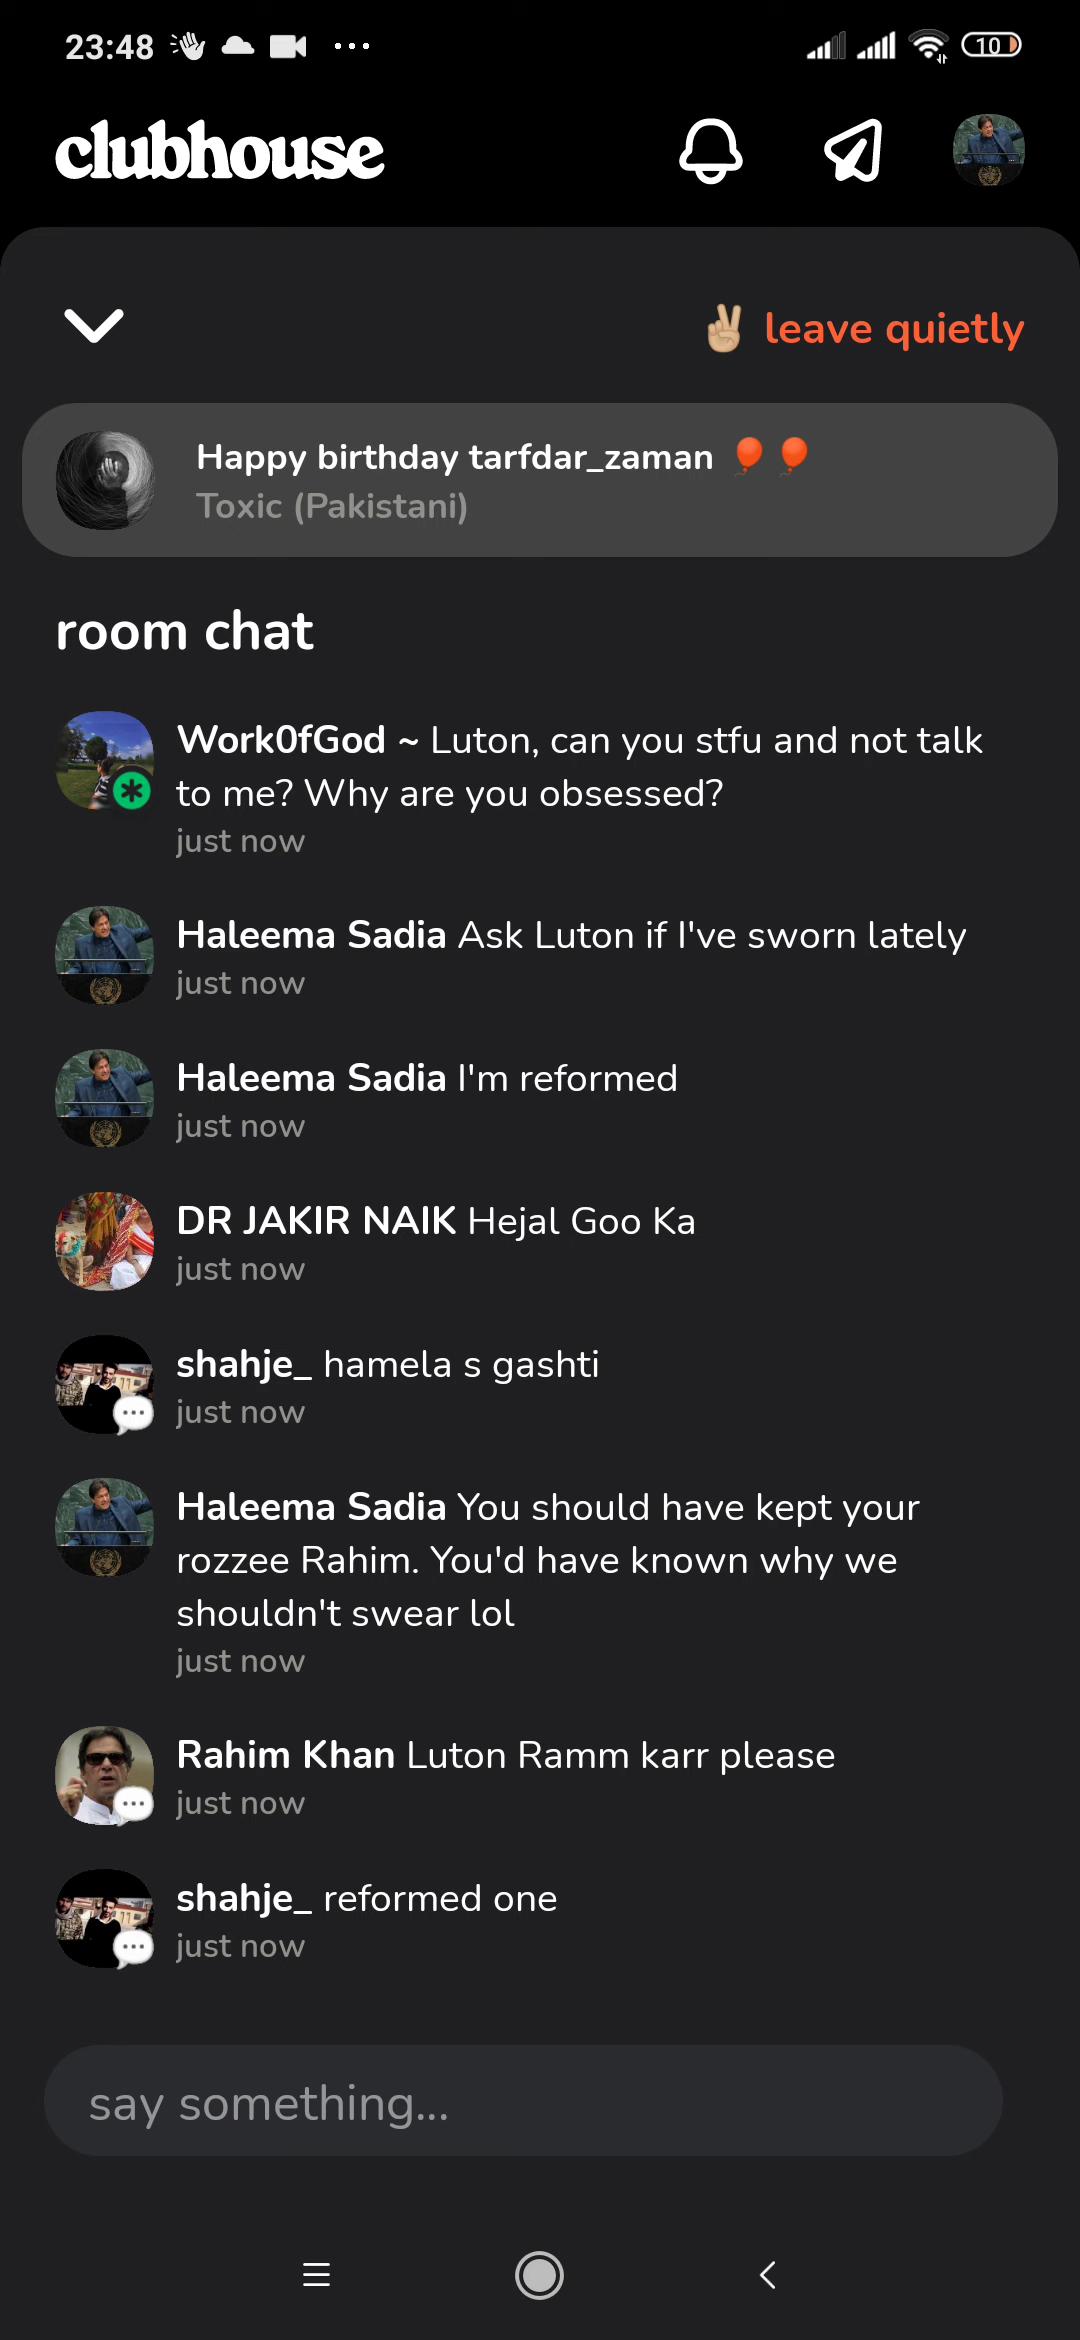 23:48
10
clubhouse
✌🏼 leave quietly
Happy birthday tarfdar_zaman 🎈🎈
Toxic (Pakistani)
room chat
Work0fGod ~ Luton, can you stfu and not talk
to me? Why are you obsessed?
just now
Haleema Sadia Ask Luton if I've sworn lately
just now
Haleema Sadia I'm reformed
just now
DR JAKIR NAIK Hejal Goo Ka
just now
shahje_ hamela s gashti
just now
Haleema Sadia You should have kept your
rozzee Rahim. You'd have known why we
shouldn't swear lol
just now
Rahim Khan Luton Ramm karr please
just now
shahje_ reformed one
just now
say something...